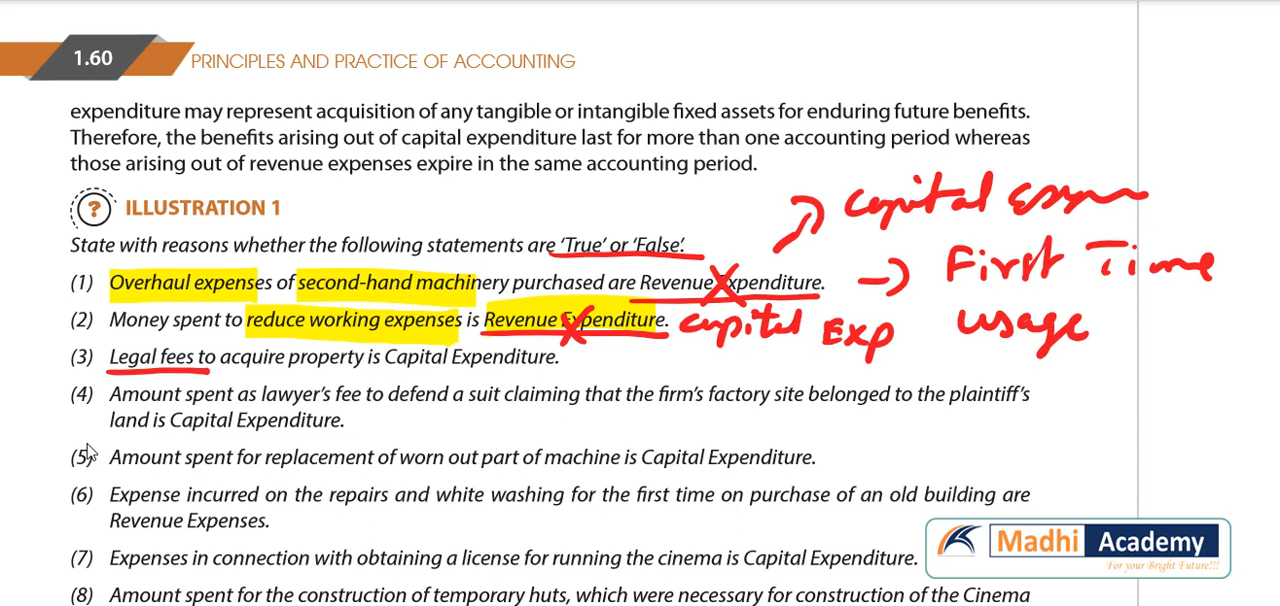 1.60 PRINCIPLES AND PRACTICE OF ACCOUNTING
expenditure may represent acquisition of any tangible or intangible fixed assets for enduring future benefits.
Therefore, the benefits arising out of capital expenditure last for more than one accounting period whereas
those arising out of revenue expenses expire in the same accounting period.
? ILLUSTRATION 1
Capital
State with reasons whether the following statements are 'True' or 'False'.
First Time
(1) Overhaul expenses of second-hand machinery purchased are Revenue Expenditure.
(2) Money spent to reduce working expenses is Revenue Expenditure. Capital Exp usage
(3) Legal fees to acquire property is Capital Expenditure.
(4) Amount spent as lawyer's fee to defend a suit claiming that the firm's factory site belonged to the plaintiff's
land is Capital Expenditure.
(5) Amount spent for replacement of worn out part of machine is Capital Expenditure.
(6) Expense incurred on the repairs and white washing for the first time on purchase of an old building are
Revenue Expenses.
Madhi Academy
For your Bright Future!!!
(7) Expenses in connection with obtaining a license for running the cinema is Capital Expenditure.
(8) Amount spent for the construction of temporary huts, which were necessary for construction of the Cinema